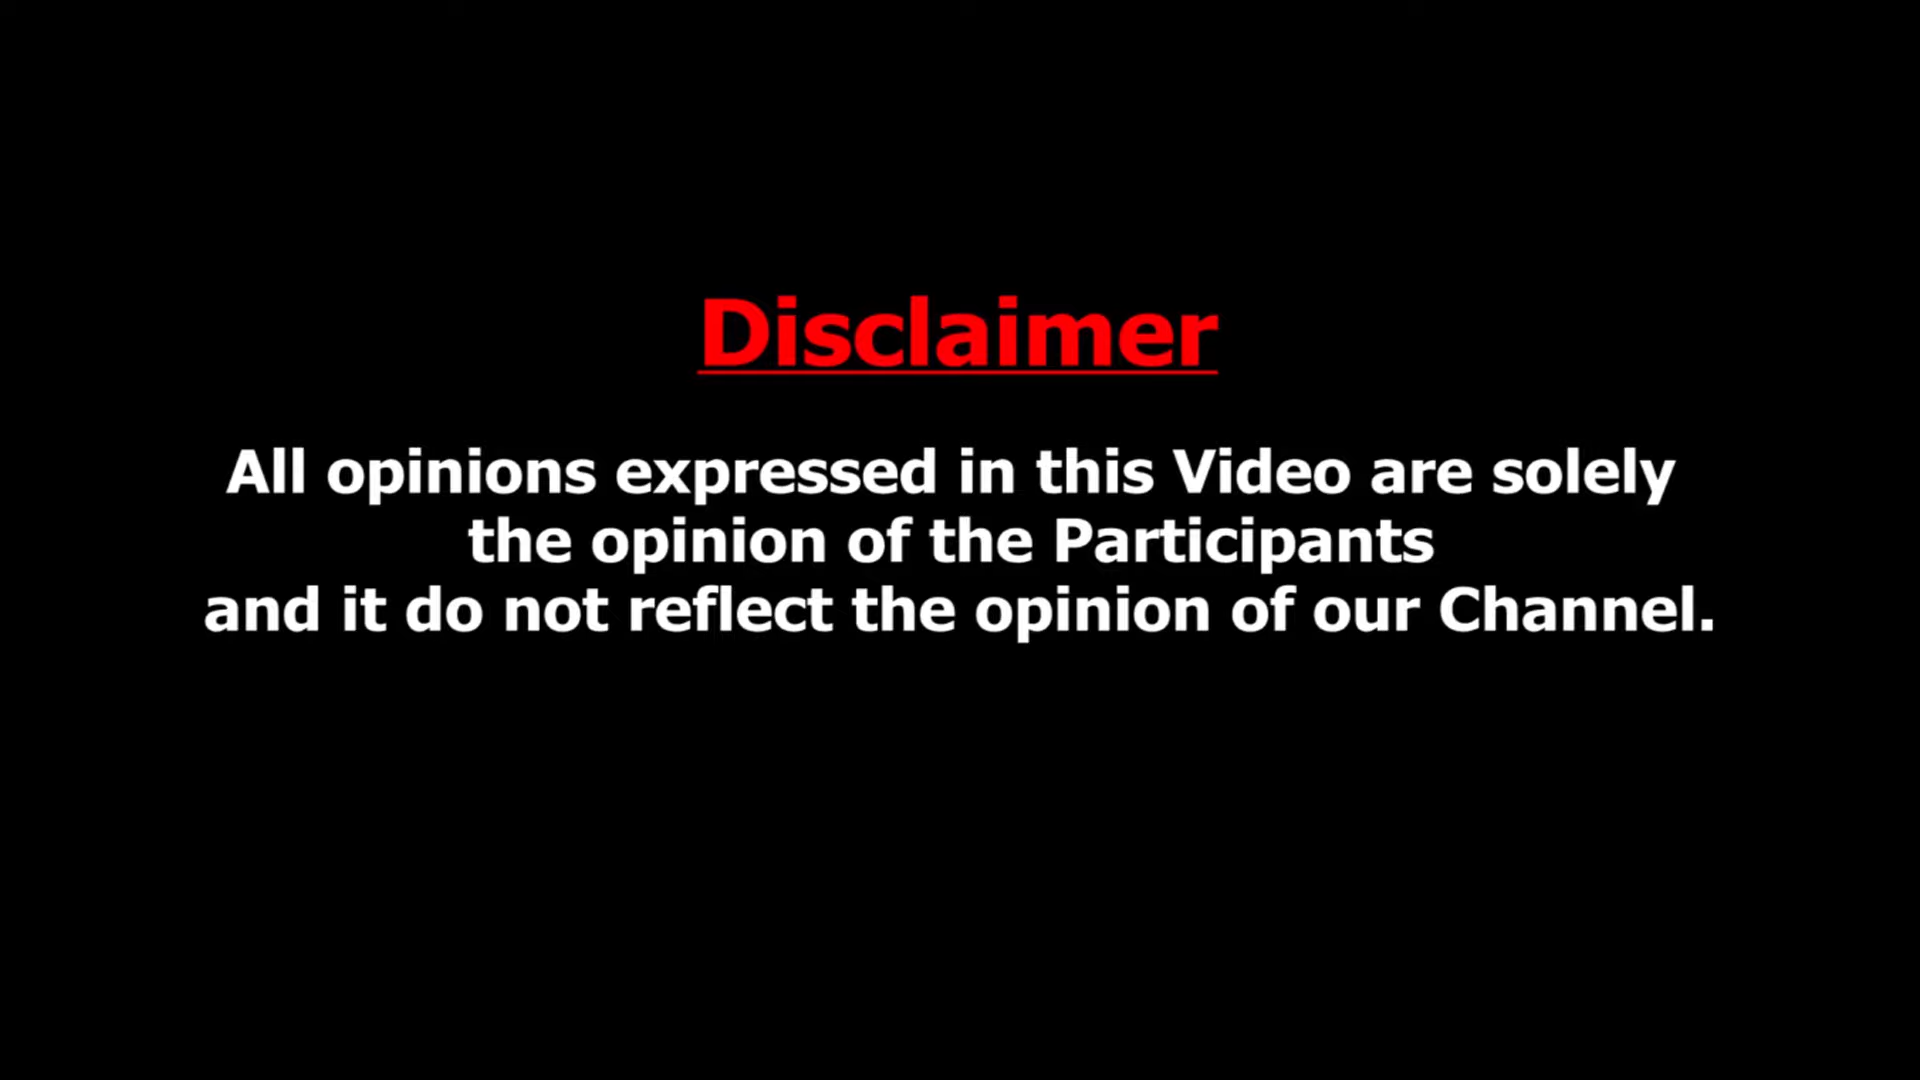 Disclaimer
All opinions expressed in this Video are solely
the opinion of the Participants
and it do not reflect the opinion of our Channel.